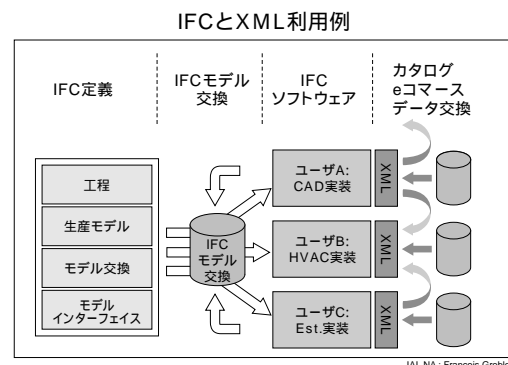 IFCとXML利用例
IFC定義
IFCモデル
交換
IFC
ソフトウェア
カタログ
eコマース
データ交換
工程
生産モデル
モデル交換
モデル
インターフェイス
IFC
モデル
交換
ユーザA:
CAD実装
XML
ユーザB:
HVAC実装
XML
ユーザC:
Est.実装
XML
IAI NA : Francois Groble